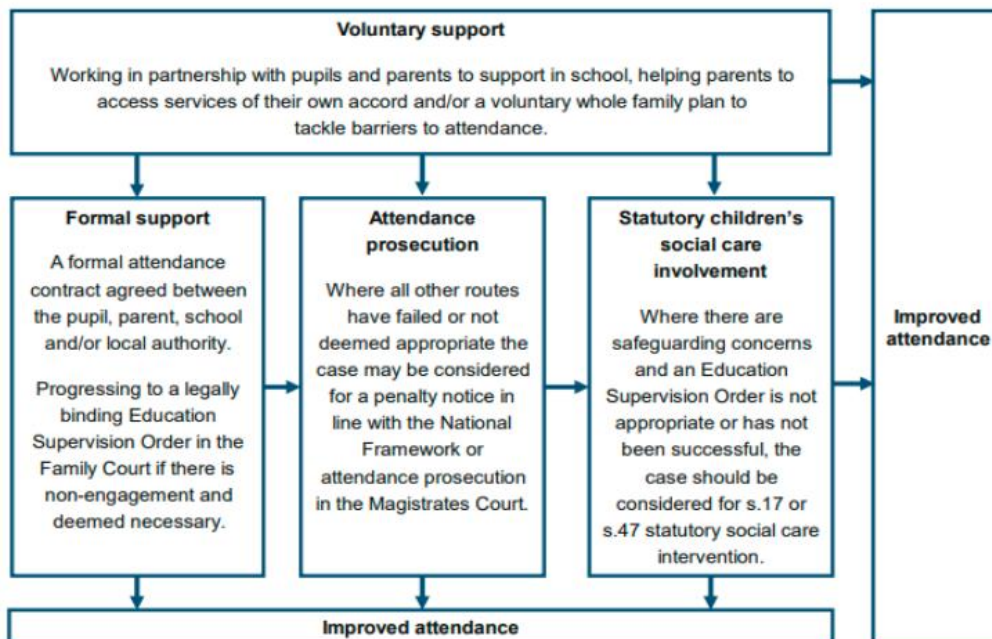 Voluntary support
Working in partnership with pupils and parents to support in school, helping parents to
access services of their own accord and/or a voluntary whole family plan to
tackle barriers to attendance.
Formal support
A formal attendance
contract agreed between
the pupil, parent, school
and/or local authority.
Progressing to a legally
binding Education
Supervision Order in the
Family Court if there is
non-engagement and
deemed necessary.
Attendance
prosecution
Where all other routes
have failed or not
deemed appropriate the
case may be considered
for a penalty notice in
line with the National
Framework or
attendance prosecution
in the Magistrates Court.
Statutory children's
social care
involvement
Where there are
safeguarding concerns
and an Education
Supervision Order is not
appropriate or has not
been successful, the
case should be
considered for s.17 or
s.47 statutory social care
intervention.
Improved
attendance
Improved attendance